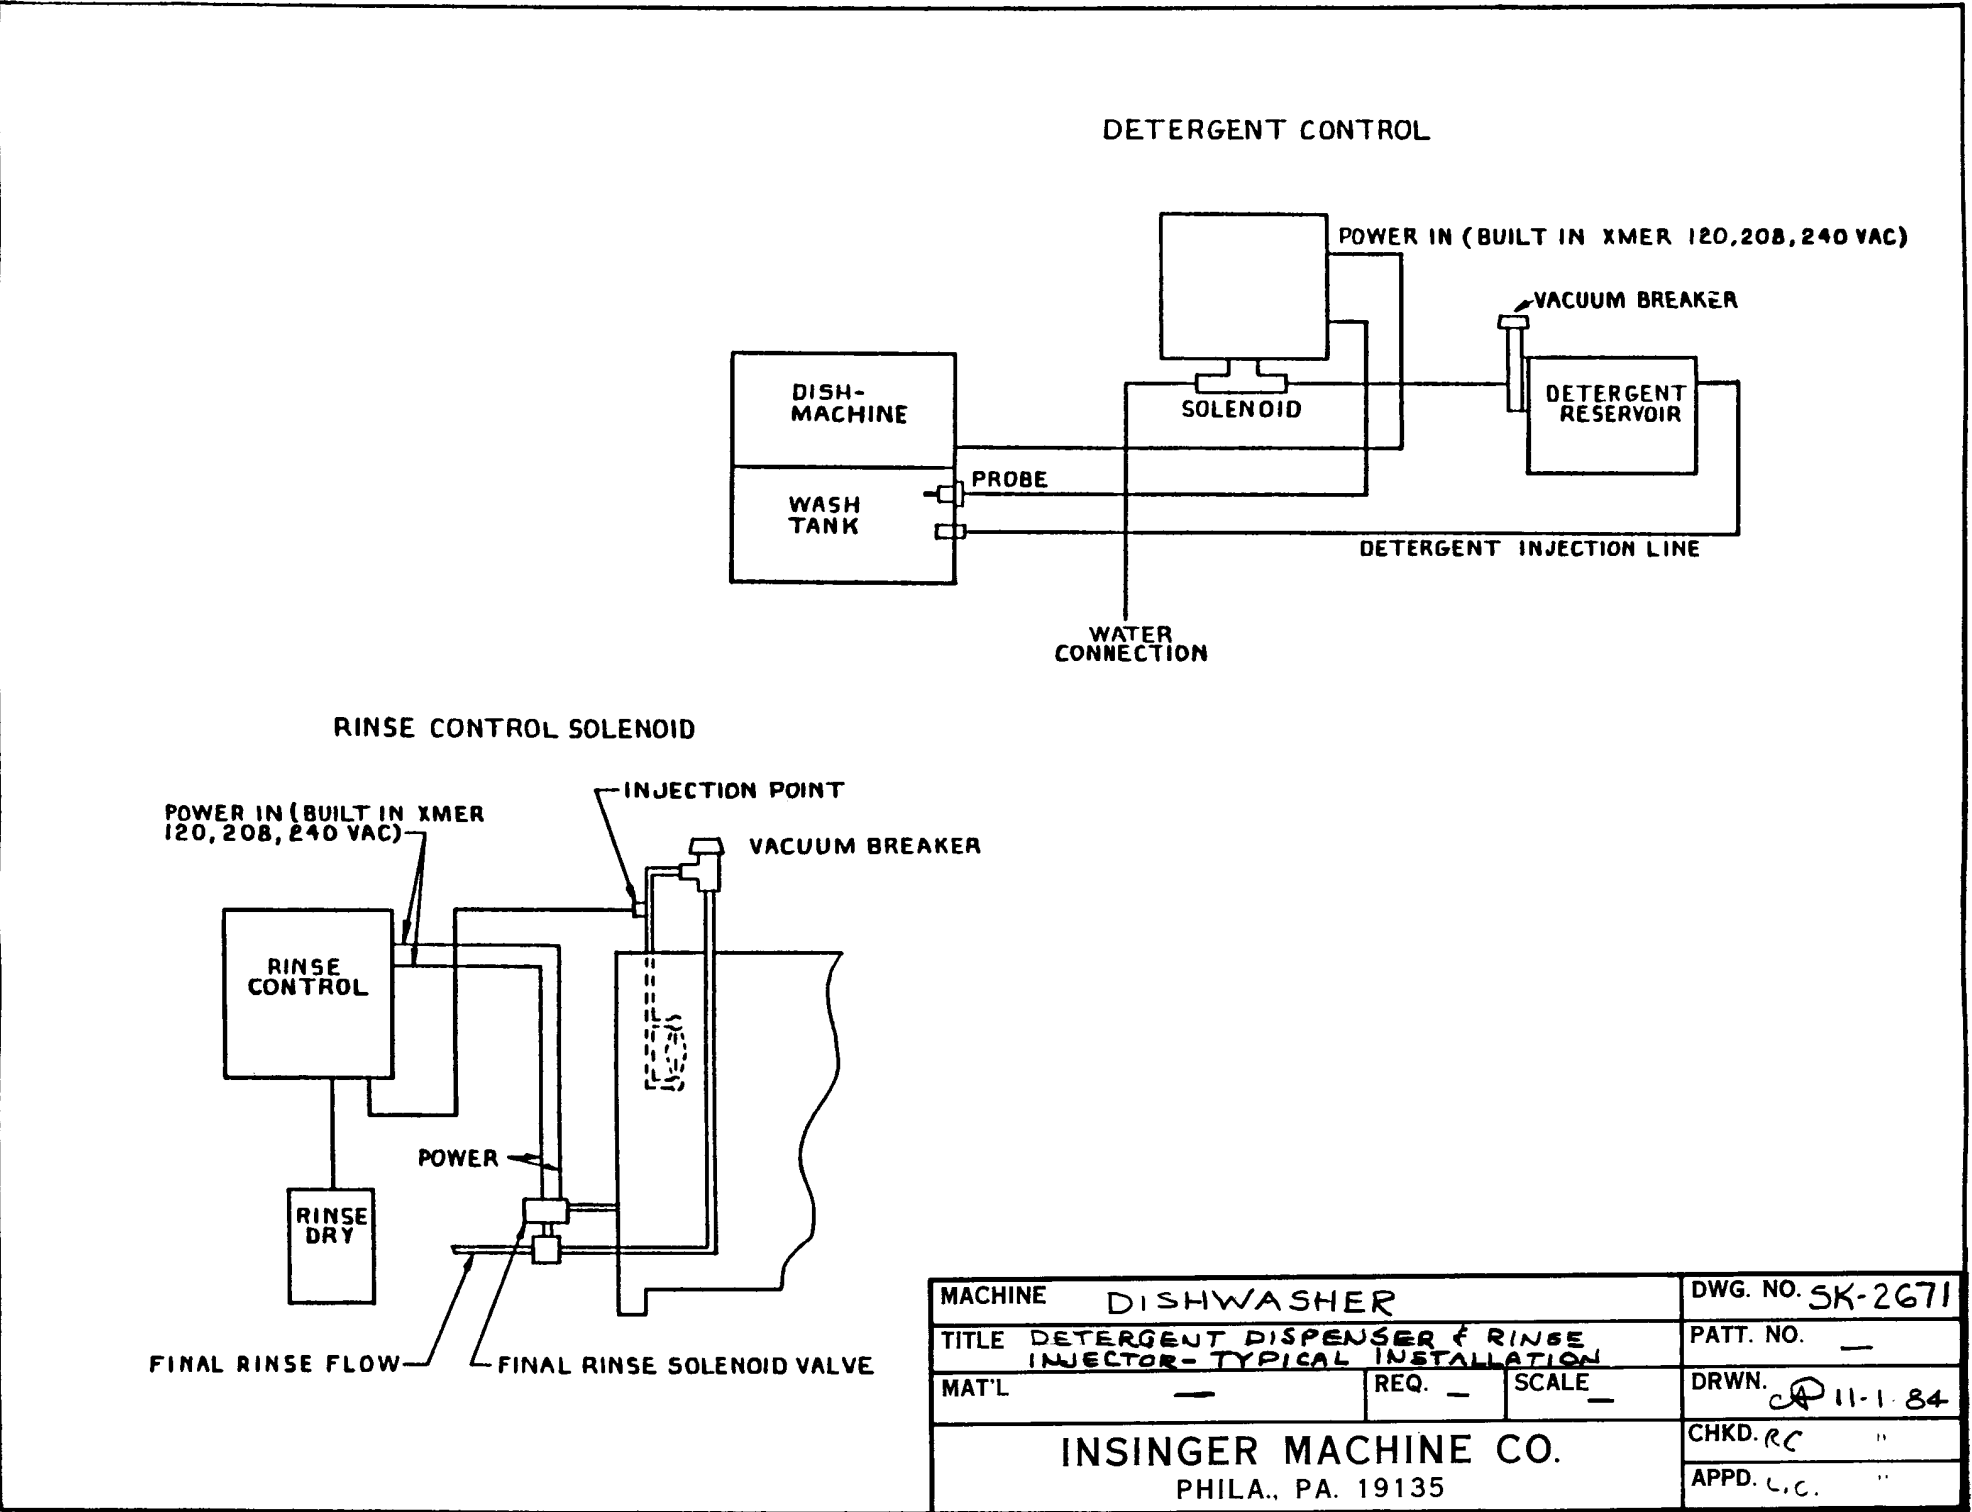 DETERGENT CONTROL
POWER IN (BUILT IN XMER 120,208,240 VAC)
VACUUM BREAKER
DISH-
MACHINE
SOLENOID
DETERGENT
RESERVOIR
PROBE
WASH
TANK
DETERGENT INJECTION LINE
WATER
CONNECTION
RINSE CONTROL SOLENOID
INJECTION POINT
POWER IN (BUILT IN XMER
120,208,240 VAC)
VACUUM BREAKER
RINSE
CONTROL
POWER
RINSE
DRY
FINAL RINSE FLOW
FINAL RINSE SOLENOID VALVE
MACHINE DISHWASHER
DWG. NO. SK-2671
TITLE DETERGENT DISPENSER & RINSE
INJECTOR-TYPICAL INSTALLATION
PATT. NO. —
MAT'L —
REQ. —
SCALE —
DRWN. 11-1-84
INSINGER MACHINE CO.
PHILA., PA. 19135
CHKD. RC "
APPD. L.C. "